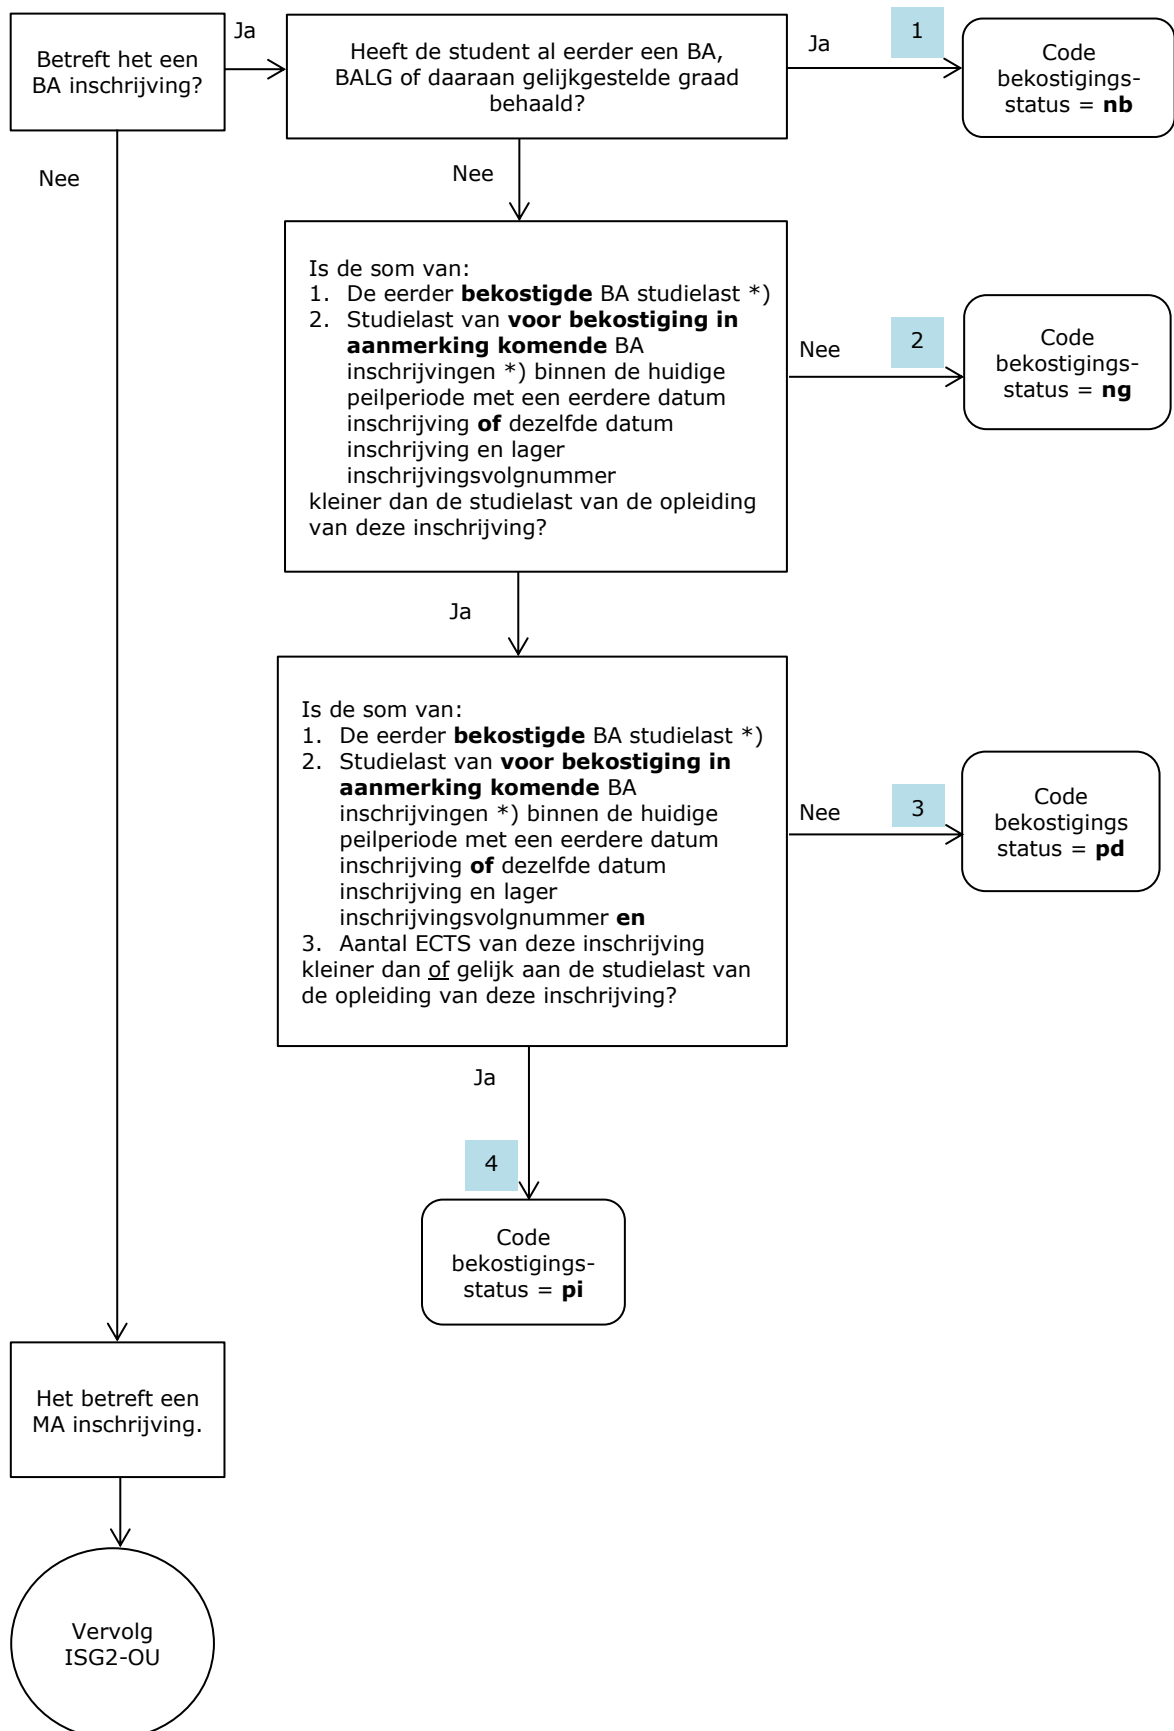 Betreft het een
BA inschrijving?
Ja
Heeft de student al eerder een BA,
BALG of daaraan gelijkgestelde graad
behaald?
Ja
1
Code
bekostigings-
status = nb
Nee
Nee
Is de som van:
1. De eerder bekostigde BA studielast *)
2. Studielast van voor bekostiging in
aanmerking komende BA
inschrijvingen *) binnen de huidige
peilperiode met een eerdere datum
inschrijving of dezelfde datum
inschrijving en lager
inschrijvingsvolgnummer
kleiner dan de studielast van de opleiding
van deze inschrijving?
Nee
2
Code
bekostigings-
status = ng
Ja
Is de som van:
1. De eerder bekostigde BA studielast *)
2. Studielast van voor bekostiging in
aanmerking komende BA
inschrijvingen *) binnen de huidige
peilperiode met een eerdere datum
inschrijving of dezelfde datum
inschrijving en lager
inschrijvingsvolgnummer en
3. Aantal ECTS van deze inschrijving
kleiner dan of gelijk aan de studielast van
de opleiding van deze inschrijving?
Nee
3
Code
bekostigings
status = pd
Ja
4
Code
bekostigings-
status = pi
Het betreft een
MA inschrijving.
Vervolg
ISG2-OU